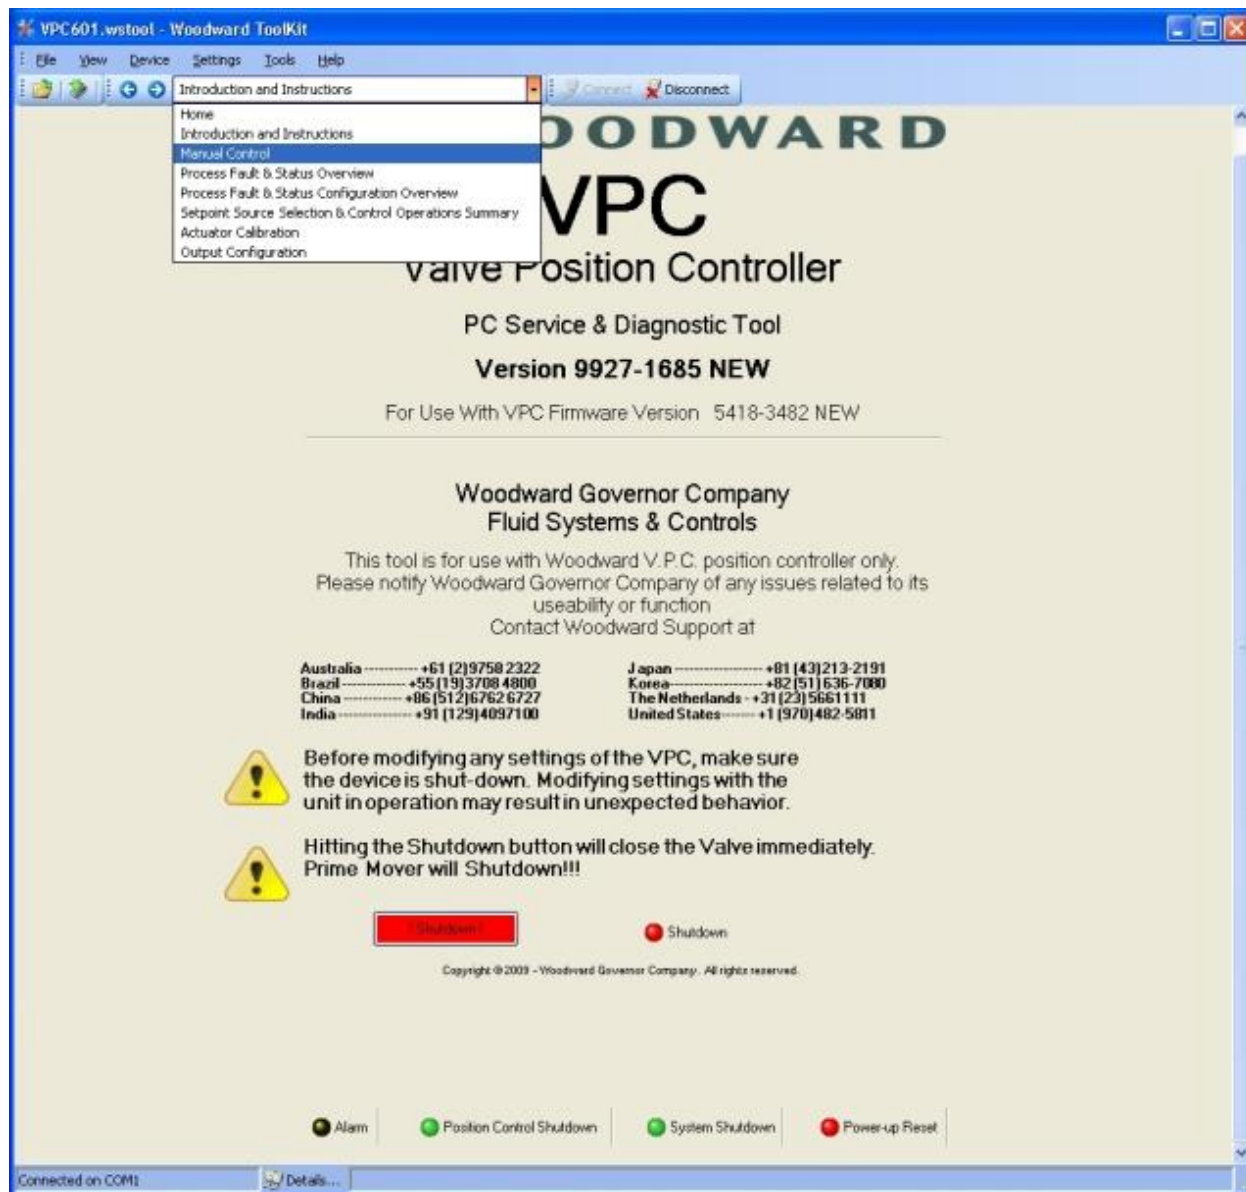 VPC601.wstool - Woodward ToolKit
File View Device Settings Tools Help
Introduction and Instructions Connect Disconnect
Home
Introduction and Instructions
Manual Control
Process Fault & Status Overview
Process Fault & Status Configuration Overview
Setpoint Source Selection & Control Operations Summary
Actuator Calibration
Output Configuration
OODWARD
VPC
Valve Position Controller
PC Service & Diagnostic Tool
Version 9927-1685 NEW
For Use With VPC Firmware Version 5418-3482 NEW
Woodward Governor Company
Fluid Systems & Controls
This tool is for use with Woodward V.P.C. position controller only.
Please notify Woodward Governor Company of any issues related to its
useability or function
Contact Woodward Support at
Australia ----------- +61 (2)9758 2322
Brazil ------------- +55 (19)3708 4800
China ------------ +86 (512)6762 6727
India --------------- +91 (129)4097100
Japan ------------------ +81 (43)213-2191
Korea ------------------- +82 (51)636-7080
The Netherlands - +31 (23)5661111
United States ------- +1 (970)482-5811
Before modifying any settings of the VPC, make sure
the device is shut-down. Modifying settings with the
unit in operation may result in unexpected behavior.
Hitting the Shutdown button will close the Valve immediately.
Prime Mover will Shutdown!!!
! Shutdown ! Shutdown
Copyright © 2009 - Woodward Governor Company. All rights reserved.
Alarm Position Control Shutdown System Shutdown Power-up Reset
Connected on COM1 Details...